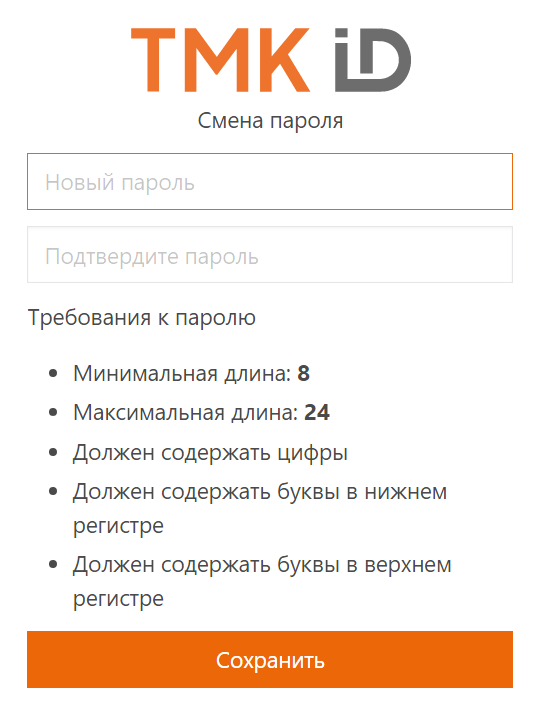 ТМК iD
Смена пароля
Новый пароль
Подтвердите пароль
Требования к паролю
Минимальная длина: 8
Максимальная длина: 24
Должен содержать цифры
Должен содержать буквы в нижнем
регистре
Должен содержать буквы в верхнем
регистре
Сохранить